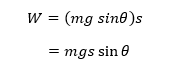 W = (mg sinθ)s
= mgs sin θ